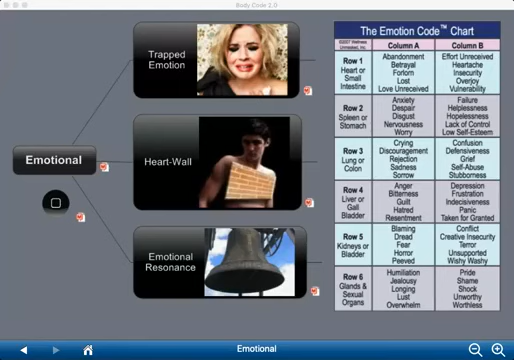 Body Code 2.0
Trapped
Emotion
Emotional
Heart-Wall
Emotional
Resonance
The Emotion Code™ Chart
©2007 Wellness
Unmasked, Inc.
Column A
Column B
Row 1
Heart or
Small
Intestine
Abandonment
Betrayal
Forlorn
Lost
Love Unreceived
Effort Unreceived
Heartache
Insecurity
Overjoy
Vulnerability
Row 2
Spleen or
Stomach
Anxiety
Despair
Disgust
Nervousness
Worry
Failure
Helplessness
Hopelessness
Lack of Control
Low Self-Esteem
Row 3
Lung or
Colon
Crying
Discouragement
Rejection
Sadness
Sorrow
Confusion
Defensiveness
Grief
Self-Abuse
Stubborness
Row 4
Liver or
Gall
Bladder
Anger
Bitterness
Guilt
Hatred
Resentment
Depression
Frustration
Indecisiveness
Panic
Taken for Granted
Row 5
Kidneys or
Bladder
Blaming
Dread
Fear
Horror
Peeved
Conflict
Creative Insecurity
Terror
Unsupported
Wishy Washy
Row 6
Glands &
Sexual
Organs
Humiliation
Jealousy
Longing
Lust
Overwhelm
Pride
Shame
Shock
Unworthy
Worthless
Emotional